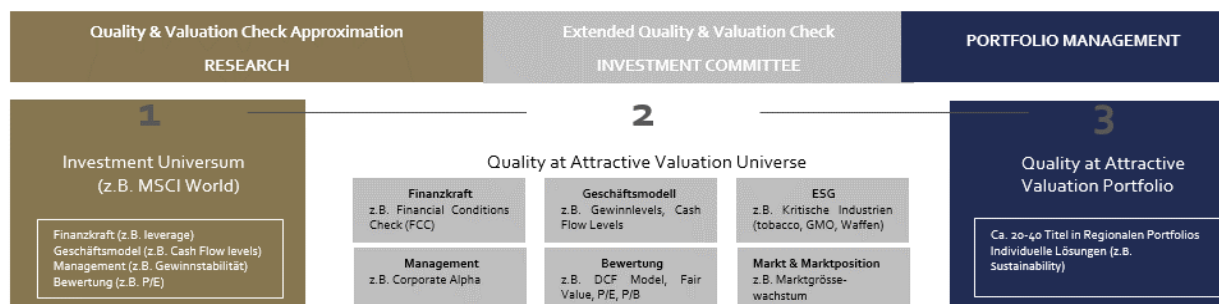 Quality & Valuation Check Approximation
RESEARCH
Extended Quality & Valuation Check
INVESTMENT COMMITTEE
PORTFOLIO MANAGEMENT
1
2
3
Investment Universum
(z.B. MSCI World)
Finanzkraft (z.B. leverage)
Geschäftsmodel (z.B. Cash Flow levels)
Management (z.B. Gewinnstabilität)
Bewertung (z.B. P/E)
Quality at Attractive Valuation Universe
Finanzkraft
z.B. Financial Conditions
Check (FCC)
Geschäftsmodell
z.B. Gewinnlevels, Cash
Flow Levels
ESG
z.B. Kritische Industrien
(tobacco, GMO, Waffen)
Management
z.B. Corporate Alpha
Bewertung
z.B. DCF Model, Fair
Value, P/E, P/B
Markt & Marktposition
z.B. Marktgrösse-
wachstum
Quality at Attractive
Valuation Portfolio
Ca. 20-40 Titel in Regionalen Portfolios
Individuelle Lösungen (z.B.
Sustainability)